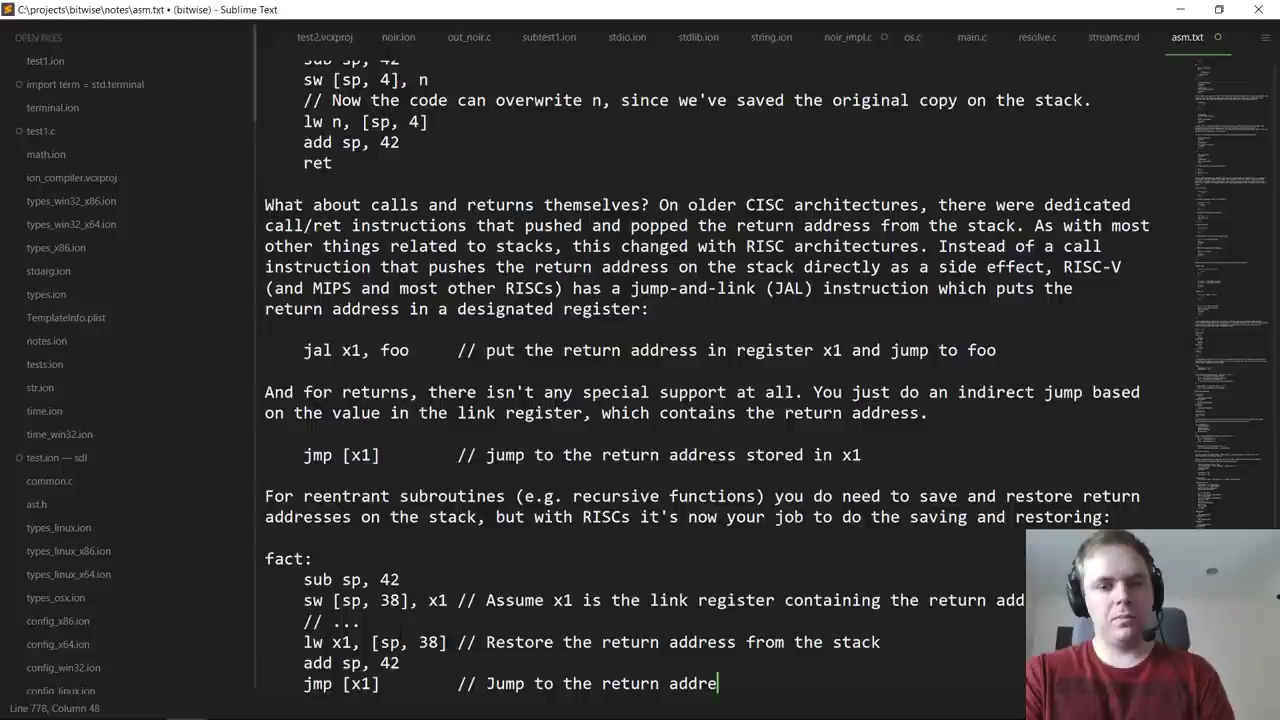 C:\projects\bitwise\notes\asm.txt • (bitwise) - Sublime Text
OPEN FILES
test1.ion
import term = std.terminal
terminal.ion
test1.c
math.ion
ion_compiler.vcxproj
types_win32_x86.ion
types_win32_x64.ion
types_x86.ion
stdarg.ion
types.ion
TemplateInfo.plist
notes.ion
tests.ion
str.ion
time.ion
time_win32.ion
test.ion — sdl
common.c
ast.h
types_linux.ion
types_linux_x86.ion
types_linux_x64.ion
types_osx.ion
config_x86.ion
config_x64.ion
config_win32.ion
config_linux.ion
test2.vcxproj noir.ion out_noir.c subtest1.ion stdio.ion stdlib.ion string.ion noir_impl.c os.c main.c resolve.c streams.md asm.txt
sub sp, 42
sw [sp, 4], n
// Now the code can overwrite n, since we've saved the original copy on the stack.
lw n, [sp, 4]
add sp, 42
ret
What about calls and returns themselves? On older CISC architectures, there were dedicated
call/ret instructions the pushed and popped the return address from the stack. As with most
other things related to stacks, this changed with RISC architectures. Instead of a call
instruction that pushes the return address on the stack directly as a side effect, RISC-V
(and MIPS and most other RISCs) has a jump-and-link (JAL) instruction which puts the
return address in a designated register:
jal x1, foo // put the return address in register x1 and jump to foo
And for returns, there isn't any special support at all. You just do an indirect jump based
on the value in the link register, which contains the return address.
jmp [x1] // jump to the return address stored in x1
For reentrant subroutines (e.g. recursive functions) you do need to save and restore return
addresses on the stack, but with RISCs it's now your job to do the saving and restoring:
fact:
sub sp, 42
sw [sp, 38], x1 // Assume x1 is the link register containing the return add
// ...
lw x1, [sp, 38] // Restore the return address from the stack
add sp, 42
jmp [x1] // Jump to the return addre
Line 778, Column 48